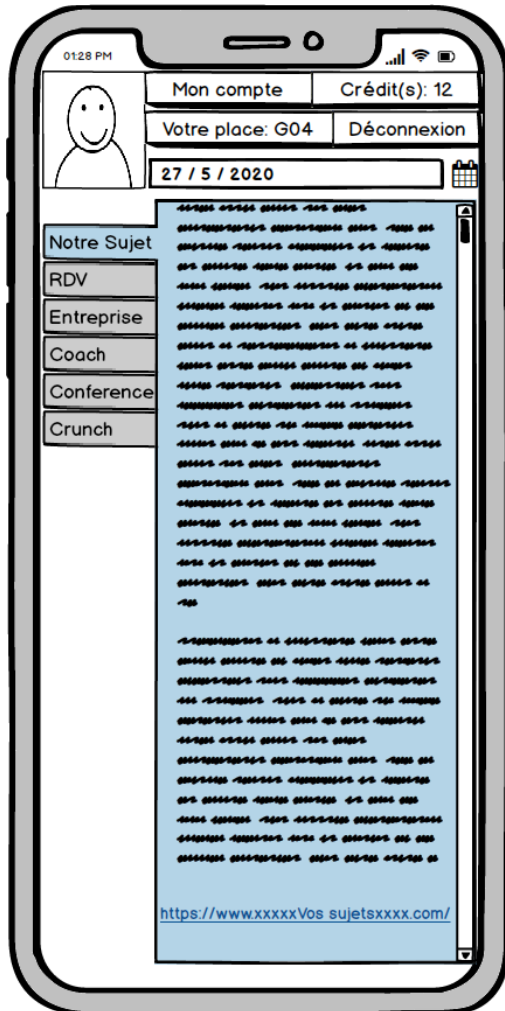 01:28 PM
Mon compte
Crédit(s): 12
Votre place: G04
Déconnexion
27 / 5 / 2020
Notre Sujet
RDV
Entreprise
Coach
Conference
Crunch
https://www.xxxxxVos sujetsxxxx.com/